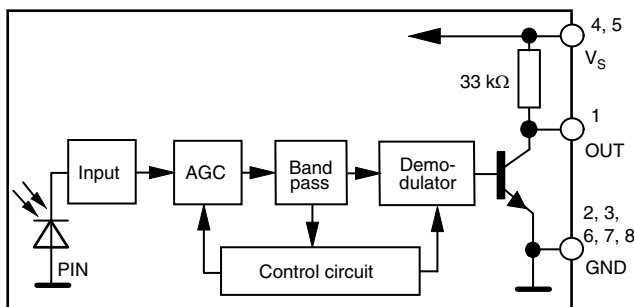 4, 5
V_S
33 kΩ
1
OUT
Input
AGC
Band
pass
Demo-
dulator
2, 3,
6, 7, 8
GND
PIN
Control circuit